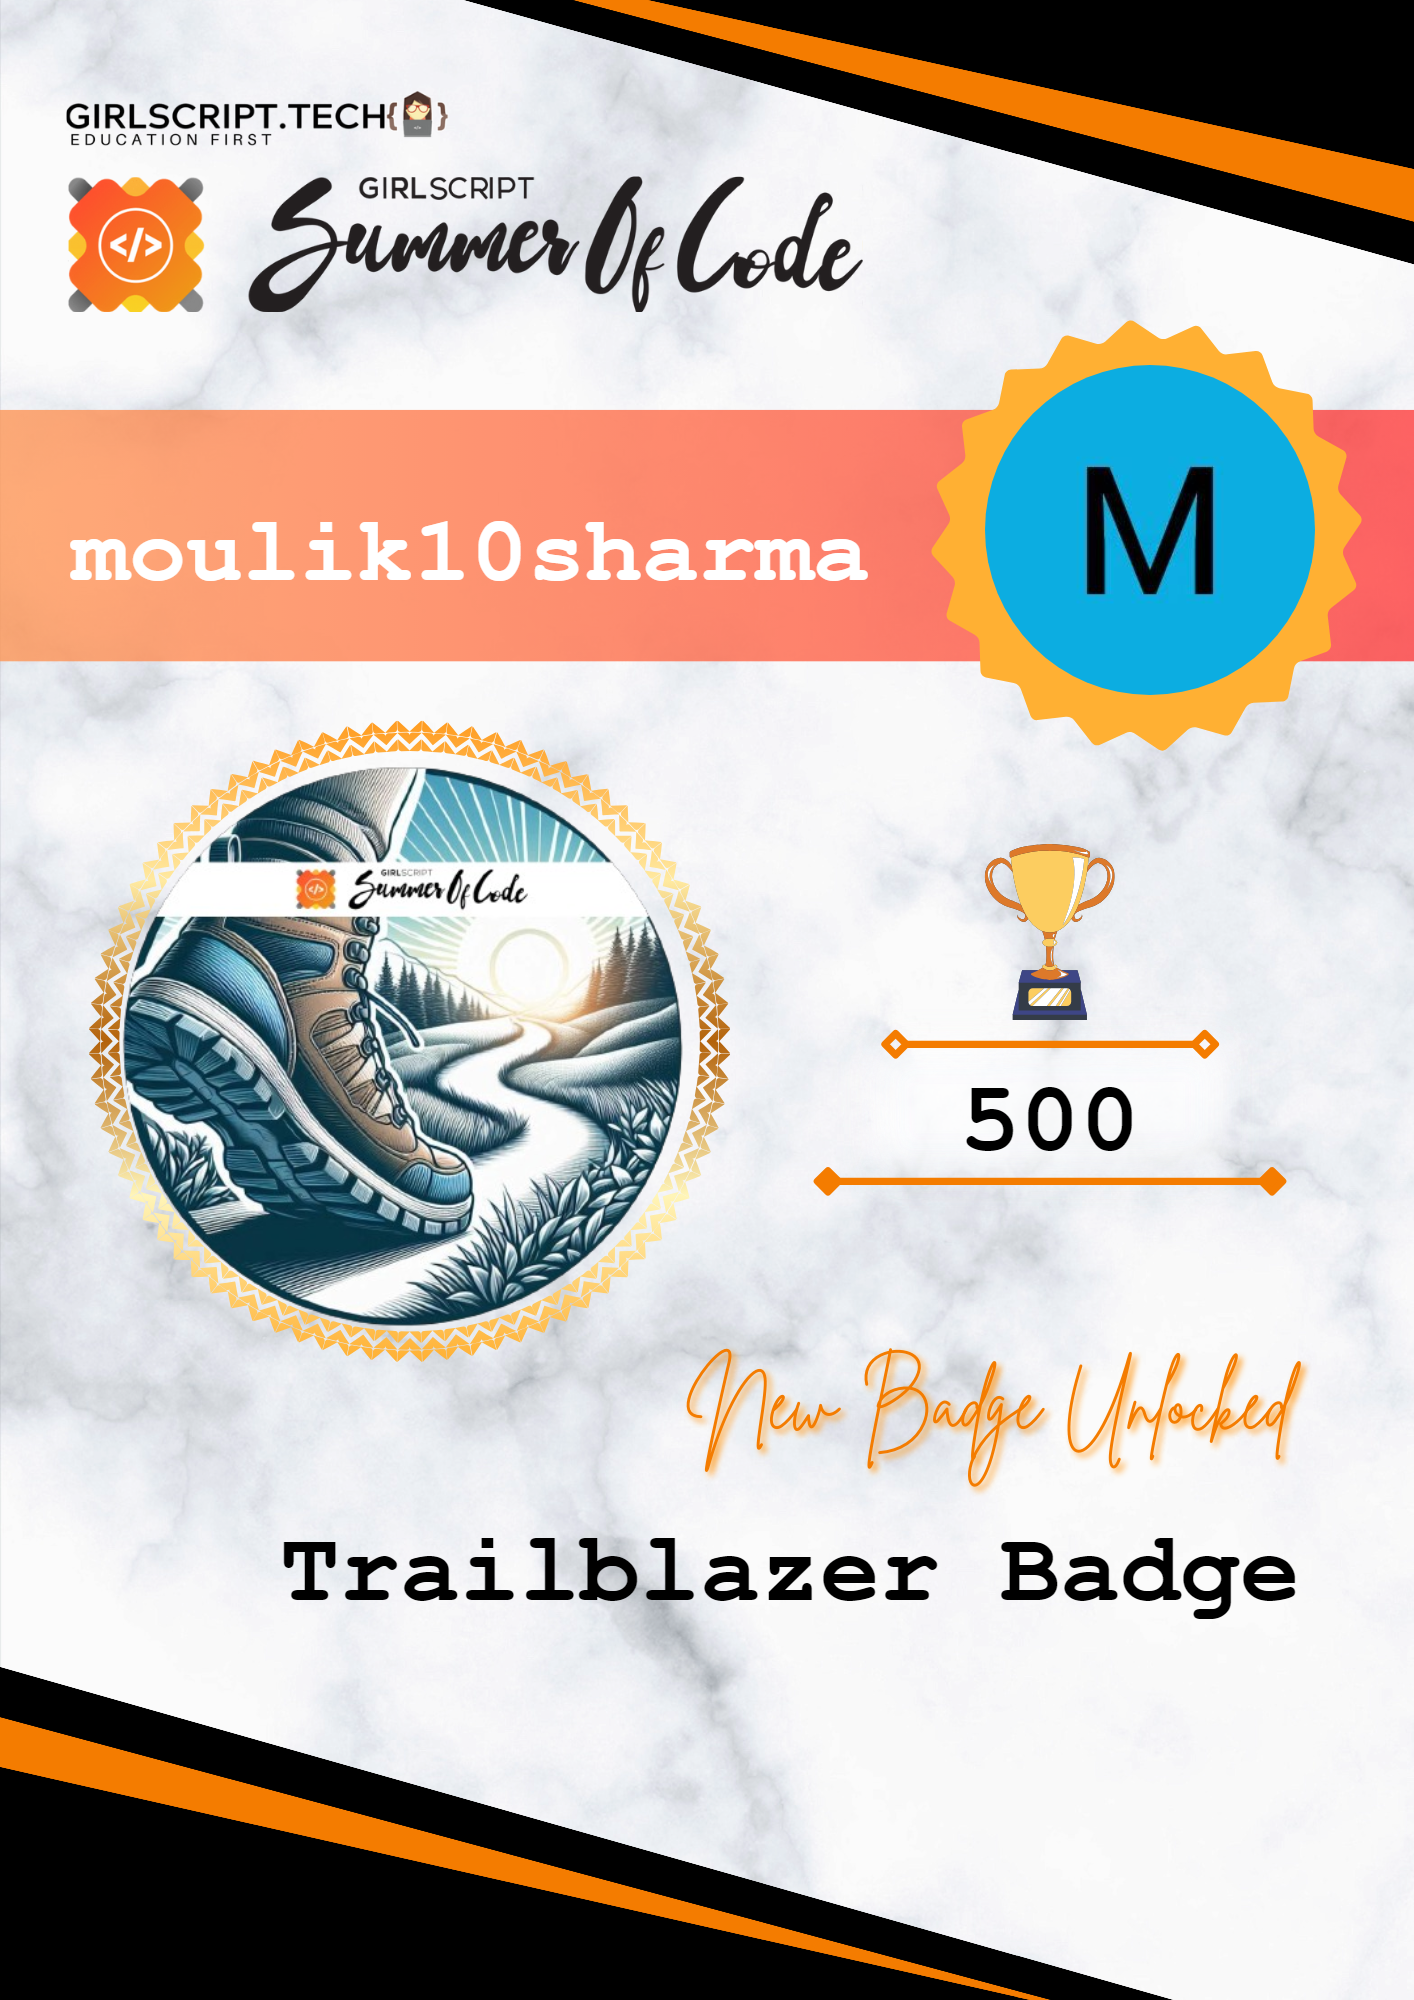 GIRLSCRIPT.TECH{ }
EDUCATION FIRST
</>
GIRLSCRIPT
Summer Of Code
moulik10sharma
M
</>
GIRLSCRIPT
Summer Of Code
500
New Badge Unlocked
Trailblazer Badge